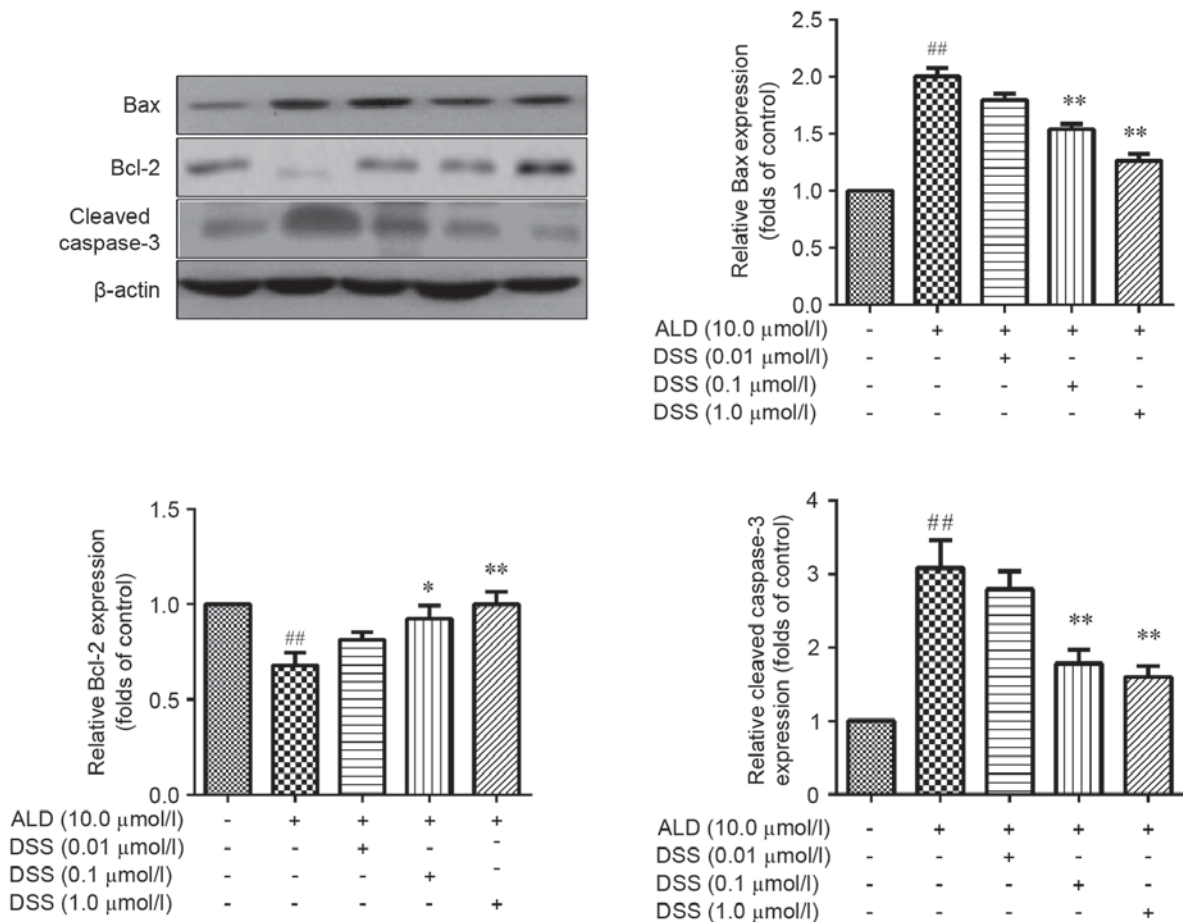 Bax
Bcl-2
Cleaved
caspase-3
β-actin
Relative Bax expression
(folds of control)
2.5
2.0
1.5
1.0
0.5
0.0
##
**
**
ALD (10.0 μmol/l) - + + + +
DSS (0.01 μmol/l) - - + - -
DSS (0.1 μmol/l) - - - + -
DSS (1.0 μmol/l) - - - - +
Relative Bcl-2 expression
(folds of control)
1.5
1.0
0.5
0.0
##
*
**
ALD (10.0 μmol/l) - + + + +
DSS (0.01 μmol/l) - - + - -
DSS (0.1 μmol/l) - - - + -
DSS (1.0 μmol/l) - - - - +
Relative cleaved caspase-3
expression (folds of control)
4
3
2
1
0
##
**
**
ALD (10.0 μmol/l) - + + + +
DSS (0.01 μmol/l) - - + - -
DSS (0.1 μmol/l) - - - + -
DSS (1.0 μmol/l) - - - - +